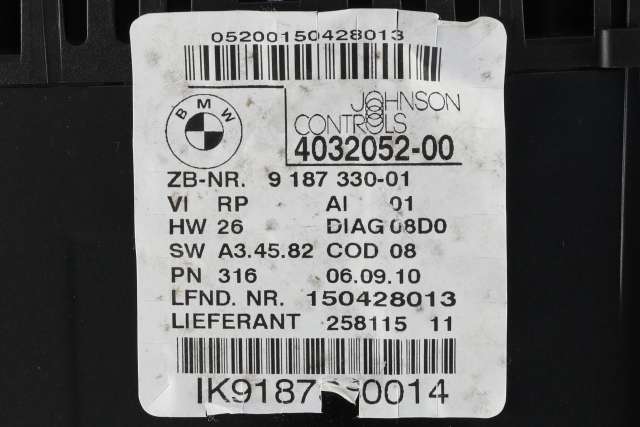 05200150428013
BMW
JOHNSON
CONTROLS
4032052-00
ZB-NR. 9 187 330-01
VI RP AI 01
HW 26 DIAG 08D0
SW A3.45.82 COD 08
PN 316 06.09.10
LFND. NR. 150428013
LIEFERANT 258115 11